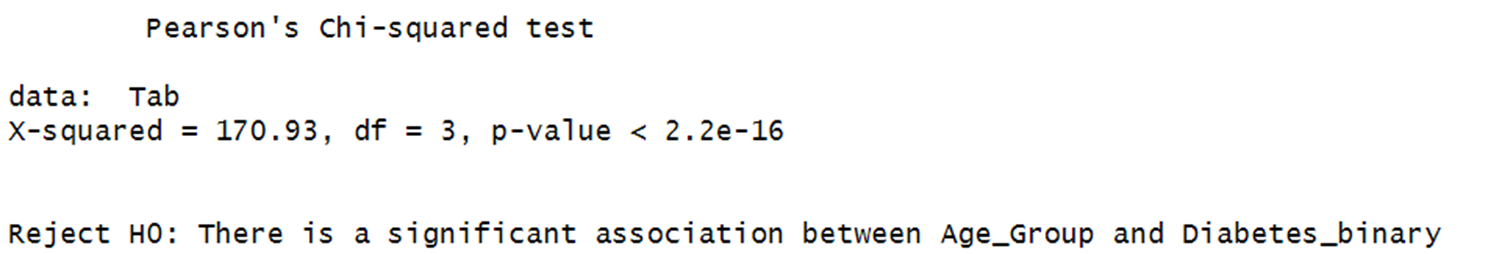 Pearson's Chi-squared test
data:  Tab
X-squared = 170.93, df = 3, p-value < 2.2e-16
Reject H0: There is a significant association between Age_Group and Diabetes_binary